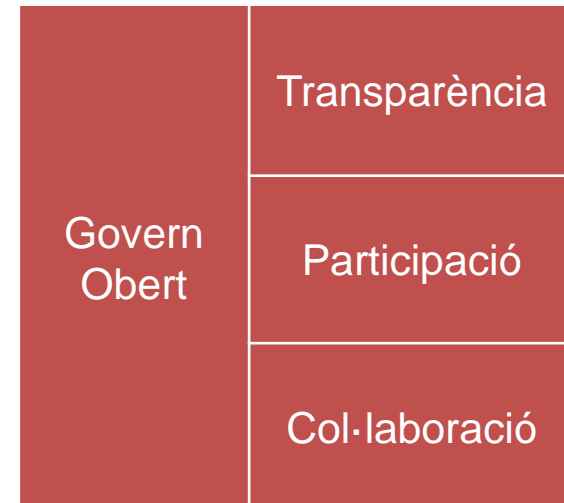 Govern
Obert
Transparència
Participació
Col·laboració